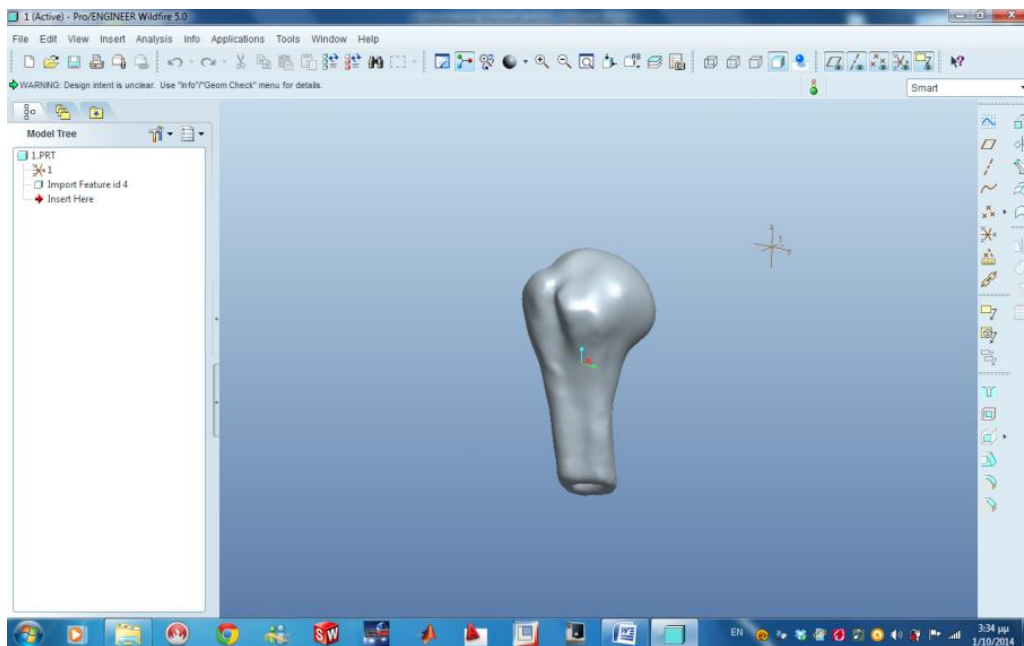 1 (Active) - Pro/ENGINEER Wildfire 5.0
File Edit View Insert Analysis Info Applications Tools Window Help
WARNING: Design intent is unclear. Use "Info"/"Geom Check" menu for details.
Smart
Model Tree
1.PRT
1
Import Feature id 4
Insert Here
1
SW
EN
3:34 μμ
1/10/2014